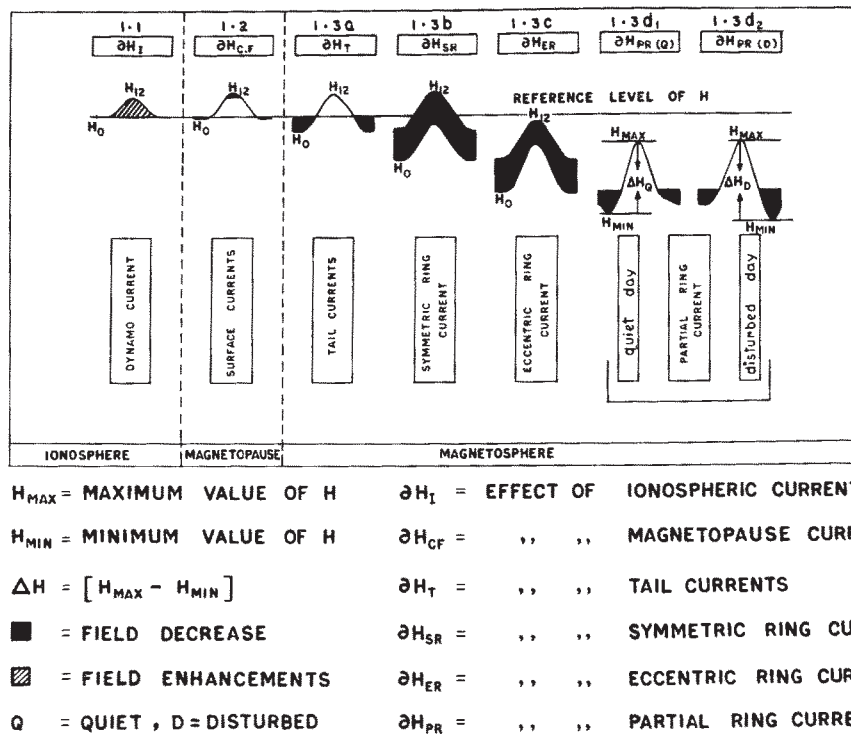 1·1 1·2 1·3a 1·3b 1·3c 1·3d₁ 1·3d₂
∂H_I ∂H_C.F ∂H_T ∂H_SR ∂H_ER ∂H_PR(Q) ∂H_PR(D)
H₁₂ H₁₂ H₁₂ H₁₂ REFERENCE LEVEL OF H
H₀ H₀ H₀ H₀ H₁₂ H_MAX H_MAX
ΔH_Q ΔH_D
H₀ H_MIN H_MIN
DYNAMO CURRENT
SURFACE CURRENTS
TAIL CURRENTS
SYMMETRIC RING
CURRENT
ECCENTRIC RING
CURRENT
quiet day
PARTIAL RING
CURRENT
disturbed day
IONOSPHERE MAGNETOPAUSE MAGNETOSPHERE
H_MAX = MAXIMUM VALUE OF H ∂H_I = EFFECT OF IONOSPHERIC CURRENT
H_MIN = MINIMUM VALUE OF H ∂H_CF = ,, ,, MAGNETOPAUSE CUR
ΔH = [H_MAX – H_MIN] ∂H_T = ,, ,, TAIL CURRENTS
= FIELD DECREASE ∂H_SR = ,, ,, SYMMETRIC RING CU
= FIELD ENHANCEMENTS ∂H_ER = ,, ,, ECCENTRIC RING CUR
Q = QUIET , D = DISTURBED ∂H_PR = ,, ,, PARTIAL RING CURRE